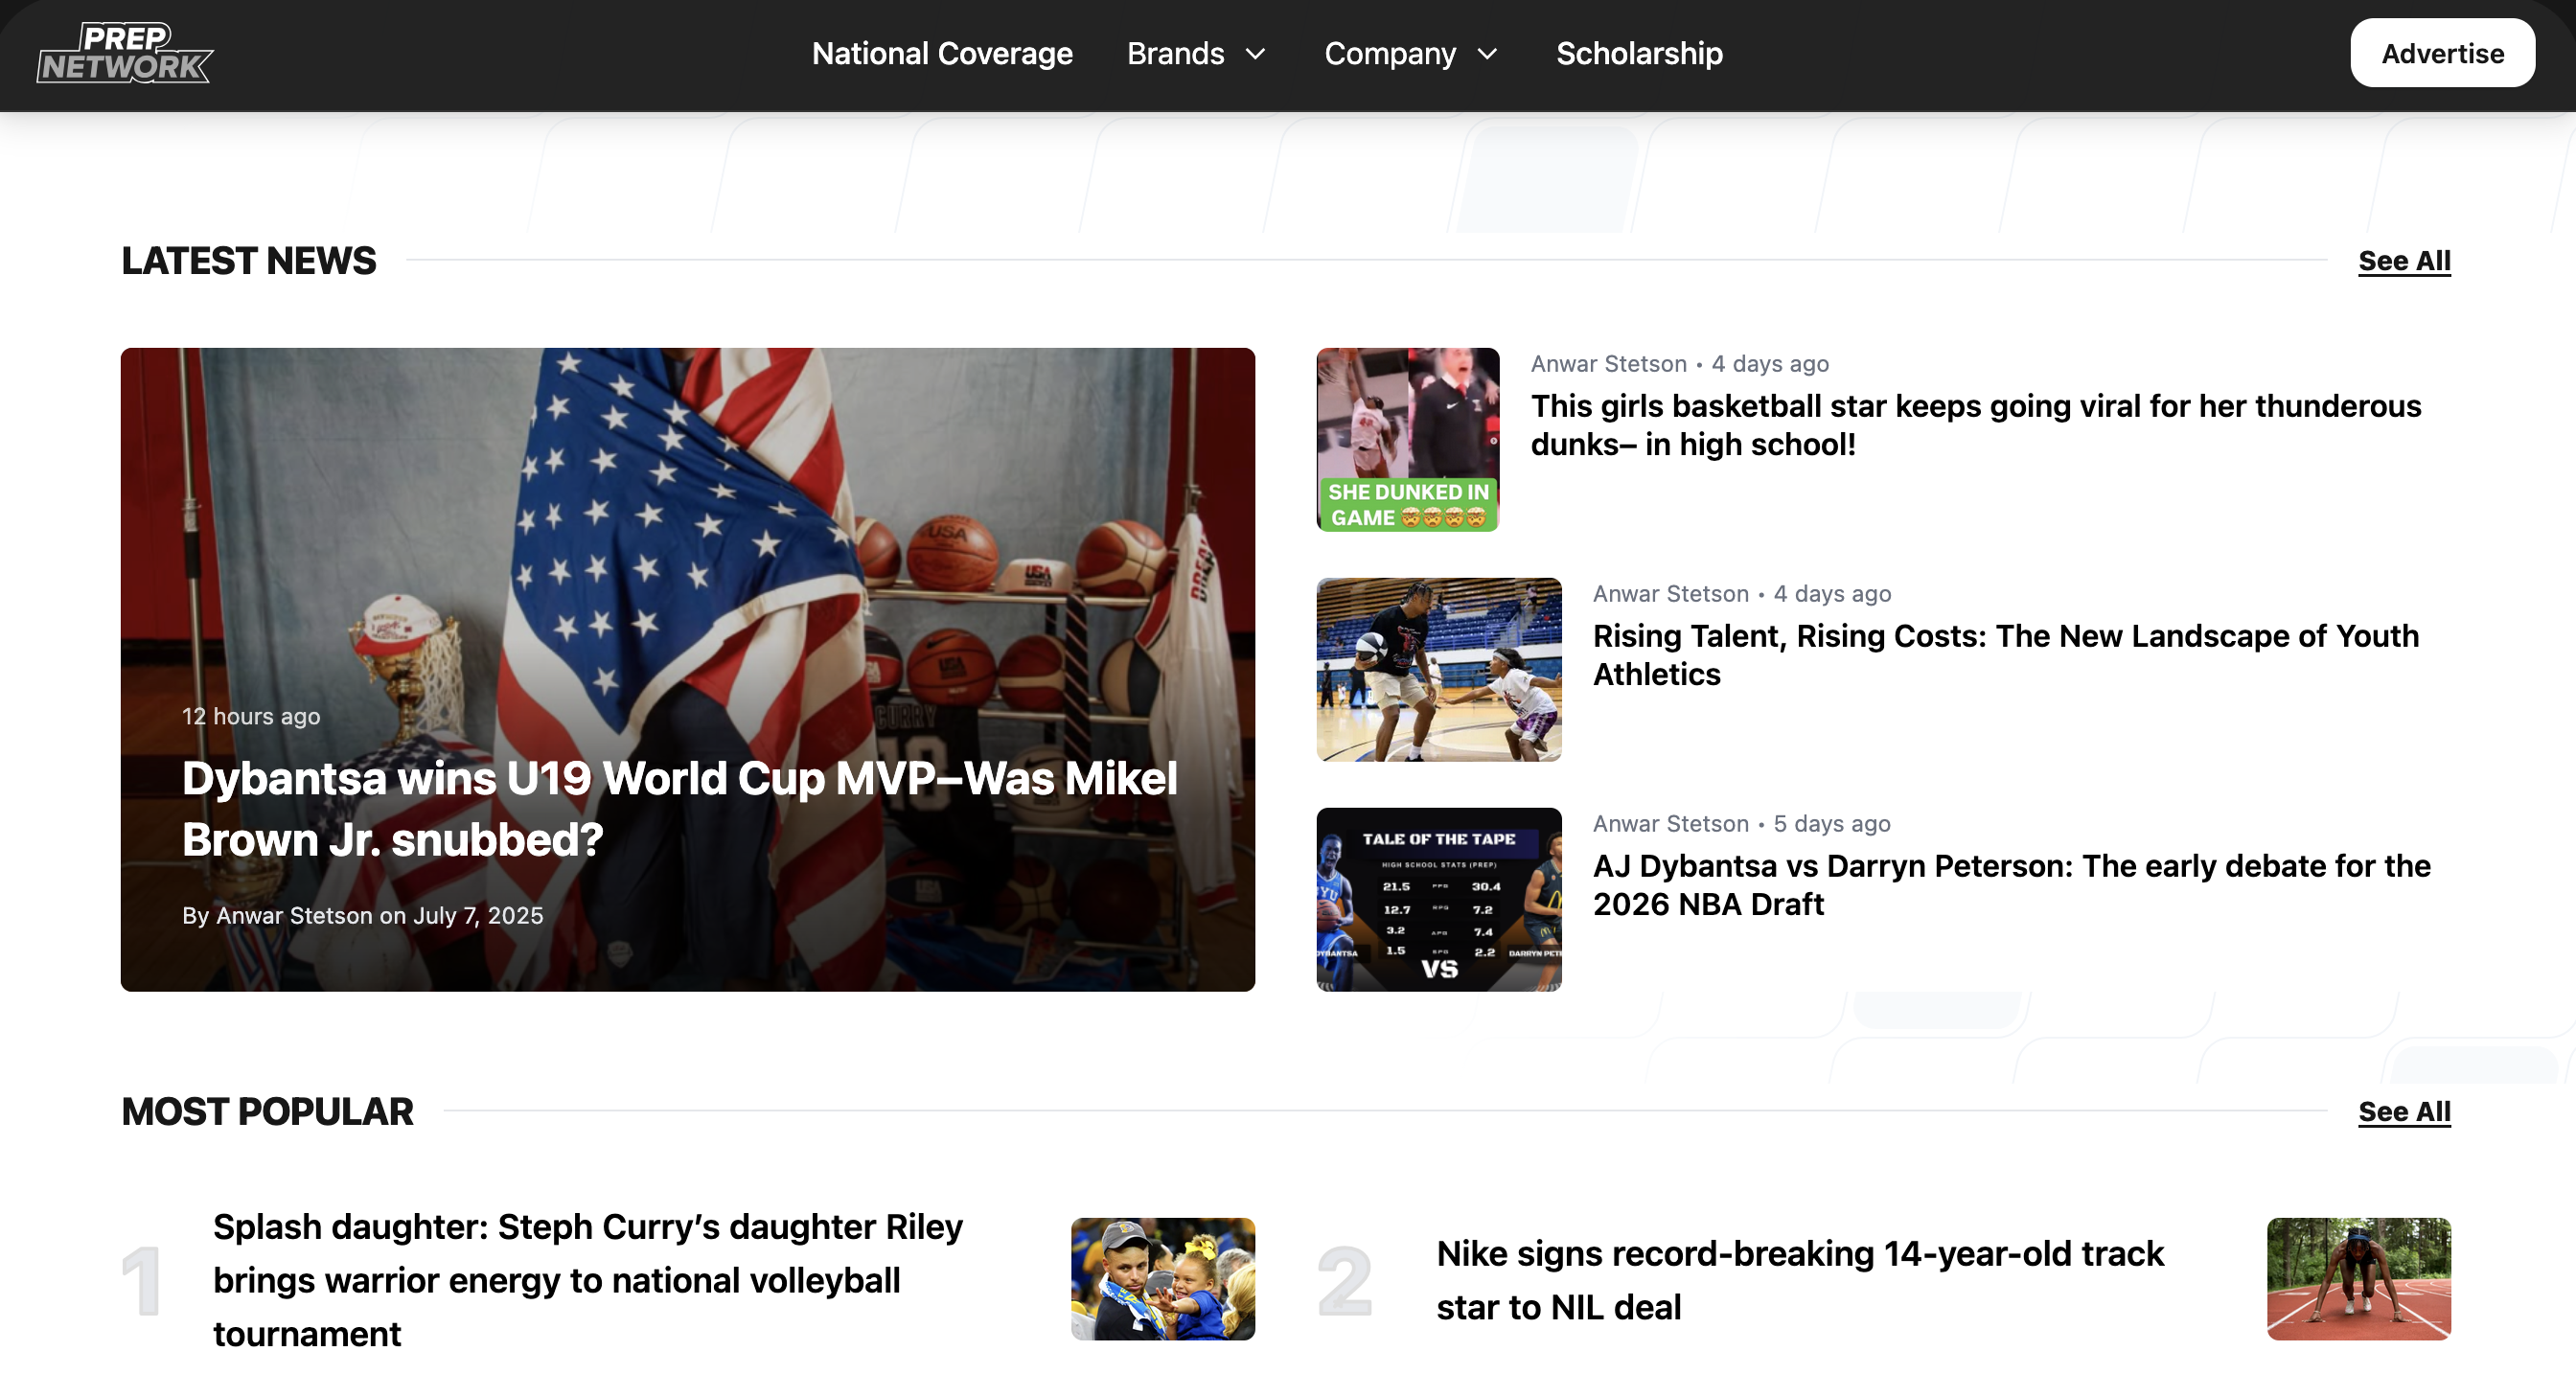 PREP
NETWORK
National Coverage
Brands
Company
Scholarship
Advertise
LATEST NEWS
See All
USA
USA
CURRY
12 hours ago
Dybantsa wins U19 World Cup MVP–Was Mikel
Brown Jr. snubbed?
By Anwar Stetson on July 7, 2025
SHE DUNKED IN
GAME 🤯🤯🤯🤯
Anwar Stetson • 4 days ago
This girls basketball star keeps going viral for her thunderous
dunks– in high school!
Anwar Stetson • 4 days ago
Rising Talent, Rising Costs: The New Landscape of Youth
Athletics
TALE OF THE TAPE
HIGH SCHOOL STATS (PREP)
21.5 PPG 30.4
12.7 RPG 7.2
3.2 APG 7.4
1.5 SPG 2.2
VS
Anwar Stetson • 5 days ago
AJ Dybantsa vs Darryn Peterson: The early debate for the
2026 NBA Draft
MOST POPULAR
See All
1
Splash daughter: Steph Curry’s daughter Riley
brings warrior energy to national volleyball
tournament
2
Nike signs record-breaking 14-year-old track
star to NIL deal